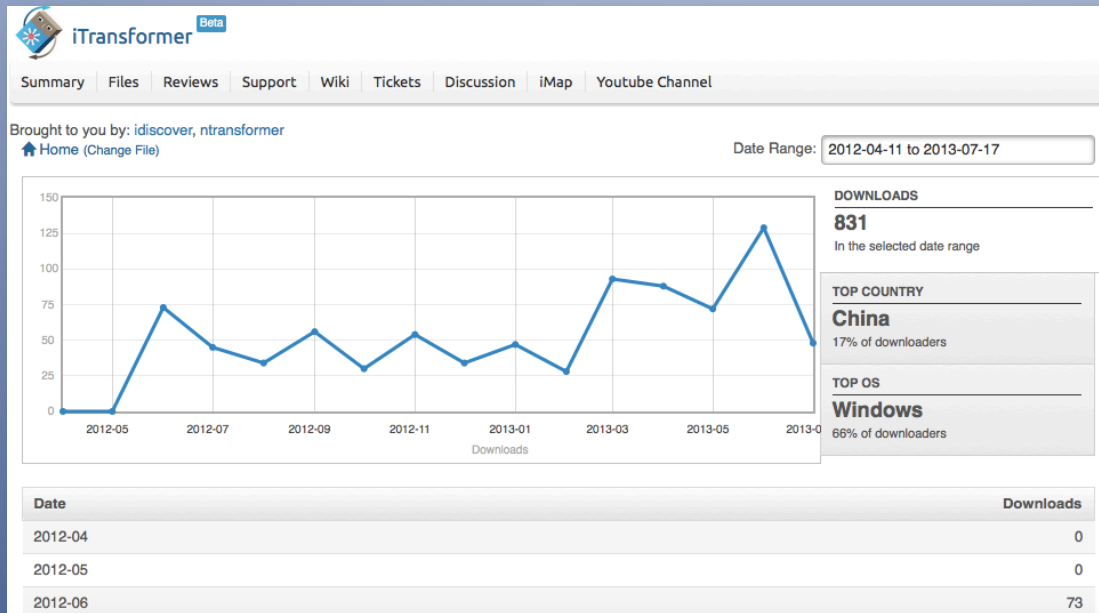 iTransformer Beta
Summary Files Reviews Support Wiki Tickets Discussion iMap Youtube Channel
Brought to you by: idiscover, ntransformer
Home (Change File)
Date Range: 2012-04-11 to 2013-07-17
150
125
100
75
50
25
0
2012-05 2012-07 2012-09 2012-11 2013-01 2013-03 2013-05 2013-0
Downloads
DOWNLOADS
831
In the selected date range
TOP COUNTRY
China
17% of downloaders
TOP OS
Windows
66% of downloaders
Date Downloads
2012-04 0
2012-05 0
2012-06 73